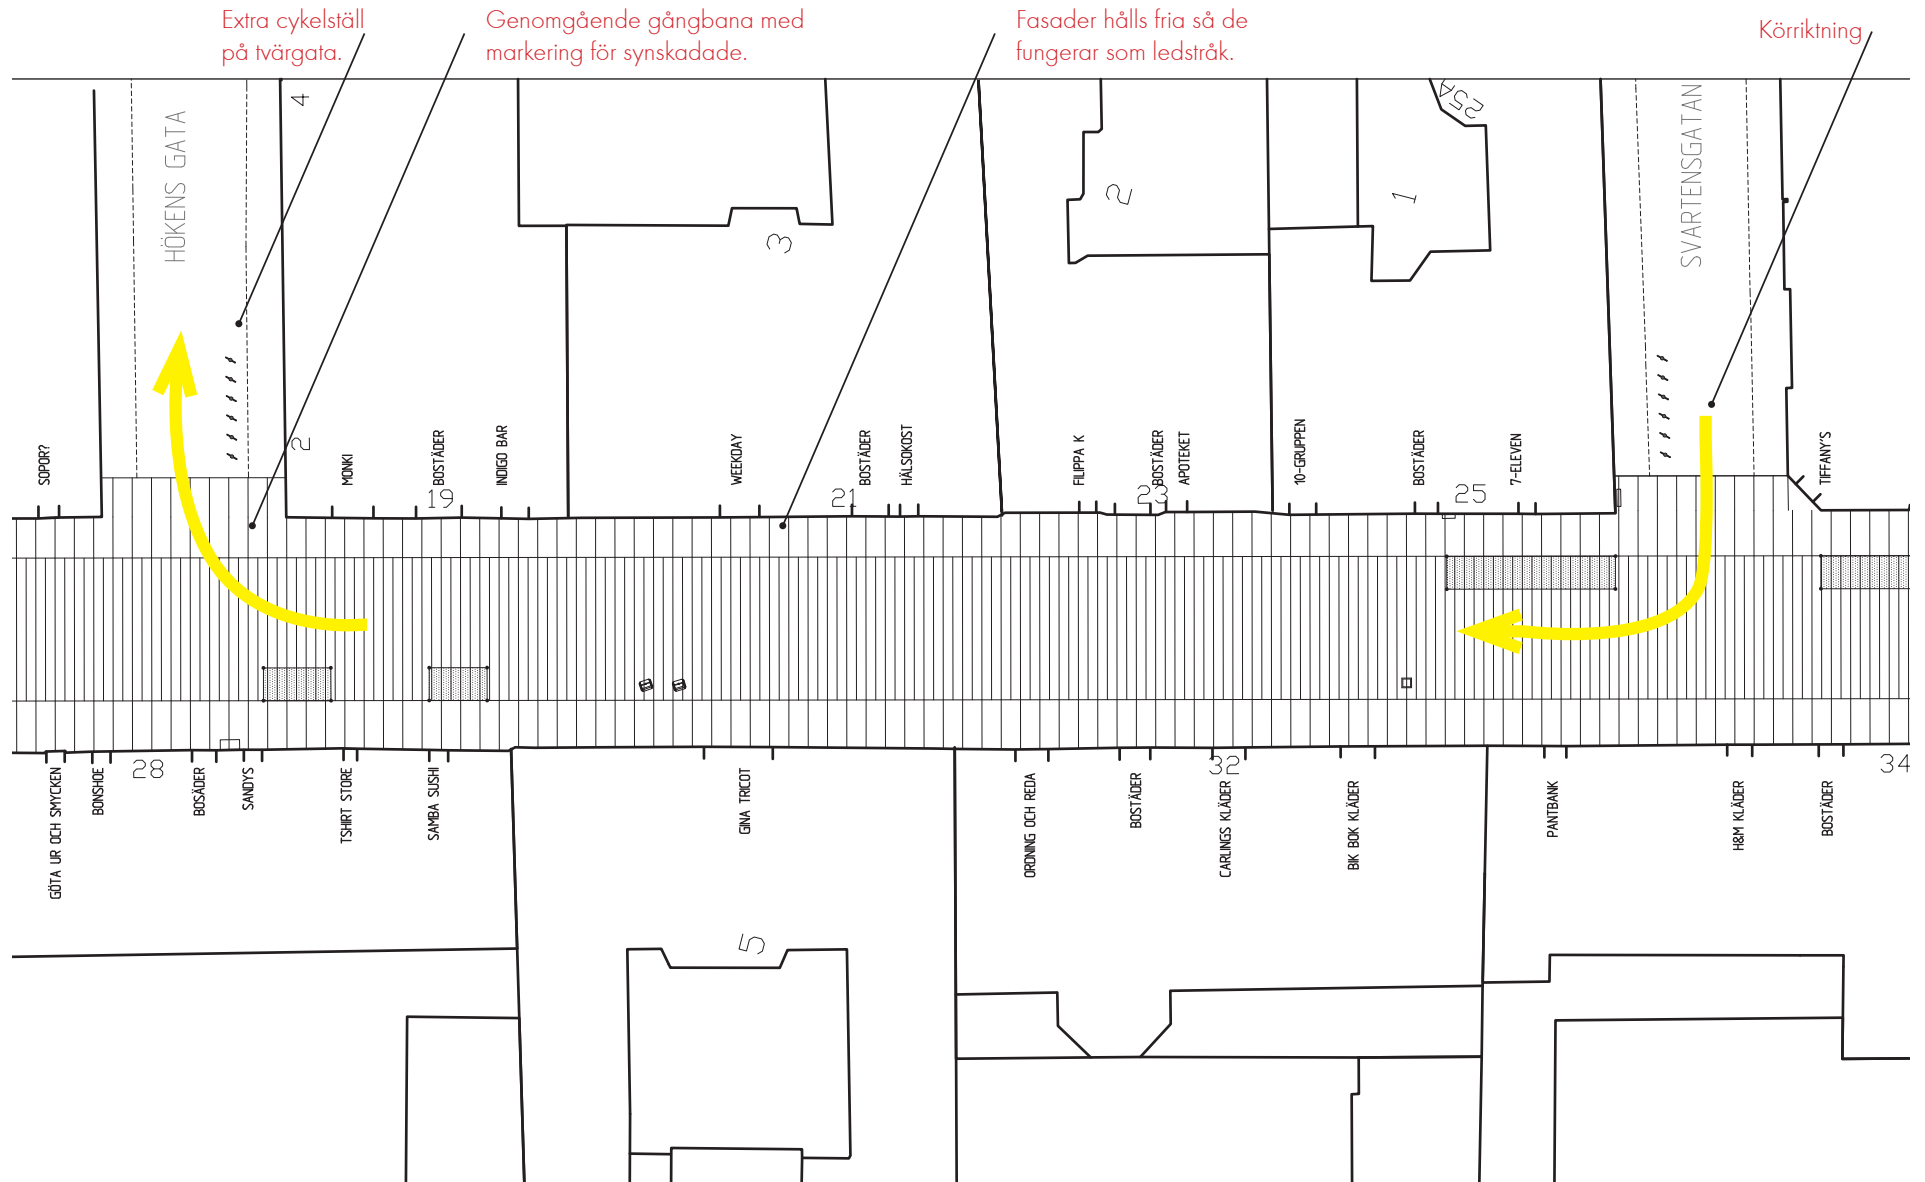 Extra cykelställ
på tvärgata.
Genomgående gångbana med
markering för synskadade.
Fasader hålls fria så de
fungerar som ledstråk.
Körriktning
HÖKENS GATA
4
2
3
2
1
25A
SVARTENSGATAN
SOPOR?
MONKI
BOSTÄDER
19
INDIGO BAR
WEEKDAY
21
BOSTÄDER
HÄLSOKOST
FILIPPA K
23
BOSTÄDER
APOTEKET
10-GRUPPEN
BOSTÄDER
25
7-ELEVEN
TIFFANY'S
GÖTA UR OCH SMYCKEN
BONSHOE
28
BOSÄDER
SANDYS
TSHIRT STORE
SAMBA SUSHI
GINA TRICOT
ORDNING OCH REDA
BOSTÄDER
32
CARLINGS KLÄDER
BIK BOK KLÄDER
PANTBANK
H&M KLÄDER
BOSTÄDER
34
5